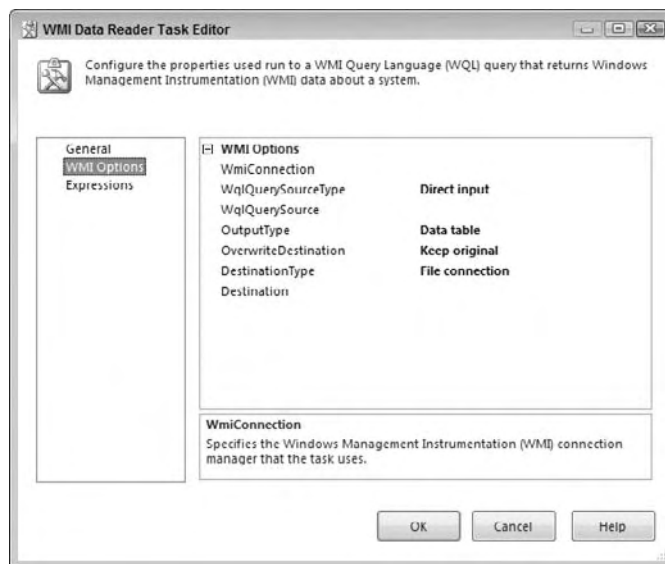 WMI Data Reader Task Editor
Configure the properties used run to a WMI Query Language (WQL) query that returns Windows
Management Instrumentation (WMI) data about a system.
General
WMI Options
Expressions
WMI Options
WmiConnection
WqlQuerySourceType Direct input
WqlQuerySource
OutputType Data table
OverwriteDestination Keep original
DestinationType File connection
Destination
WmiConnection
Specifies the Windows Management Instrumentation (WMI) connection
manager that the task uses.
OK Cancel Help